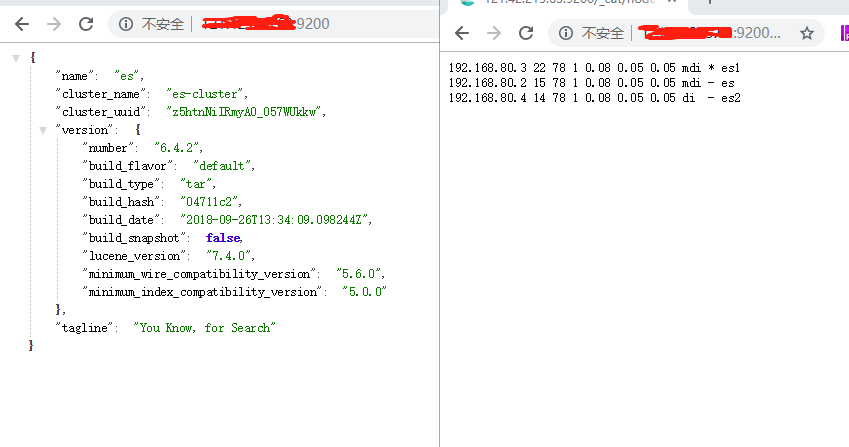 不安全 :9200
{
"name": "es",
"cluster_name": "es-cluster",
"cluster_uuid": "z5htnNiIRmyA0_O57WUkkw",
"version": {
"number": "6.4.2",
"build_flavor": "default",
"build_type": "tar",
"build_hash": "04711c2",
"build_date": "2018-09-26T13:34:09.098244Z",
"build_snapshot": false,
"lucene_version": "7.4.0",
"minimum_wire_compatibility_version": "5.6.0",
"minimum_index_compatibility_version": "5.0.0"
},
"tagline": "You Know, for Search"
}
不安全 :9200...
192.168.80.3 22 78 1 0.08 0.05 0.05 mdi * es1
192.168.80.2 15 78 1 0.08 0.05 0.05 mdi - es
192.168.80.4 14 78 1 0.08 0.05 0.05 di - es2